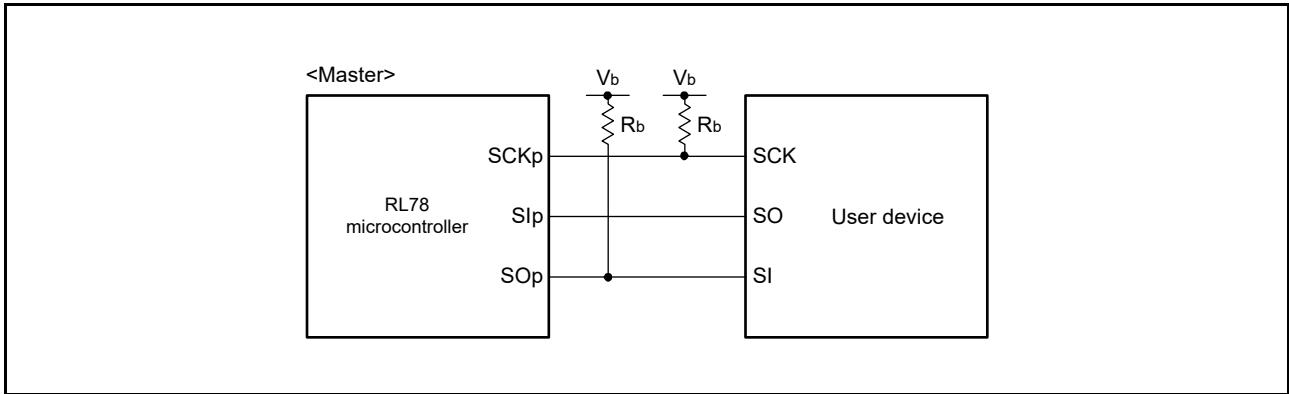 <Master>
Vb
Vb
Rb
Rb
SCKp
SCK
RL78
microcontroller
SIp
SO
User device
SOp
SI